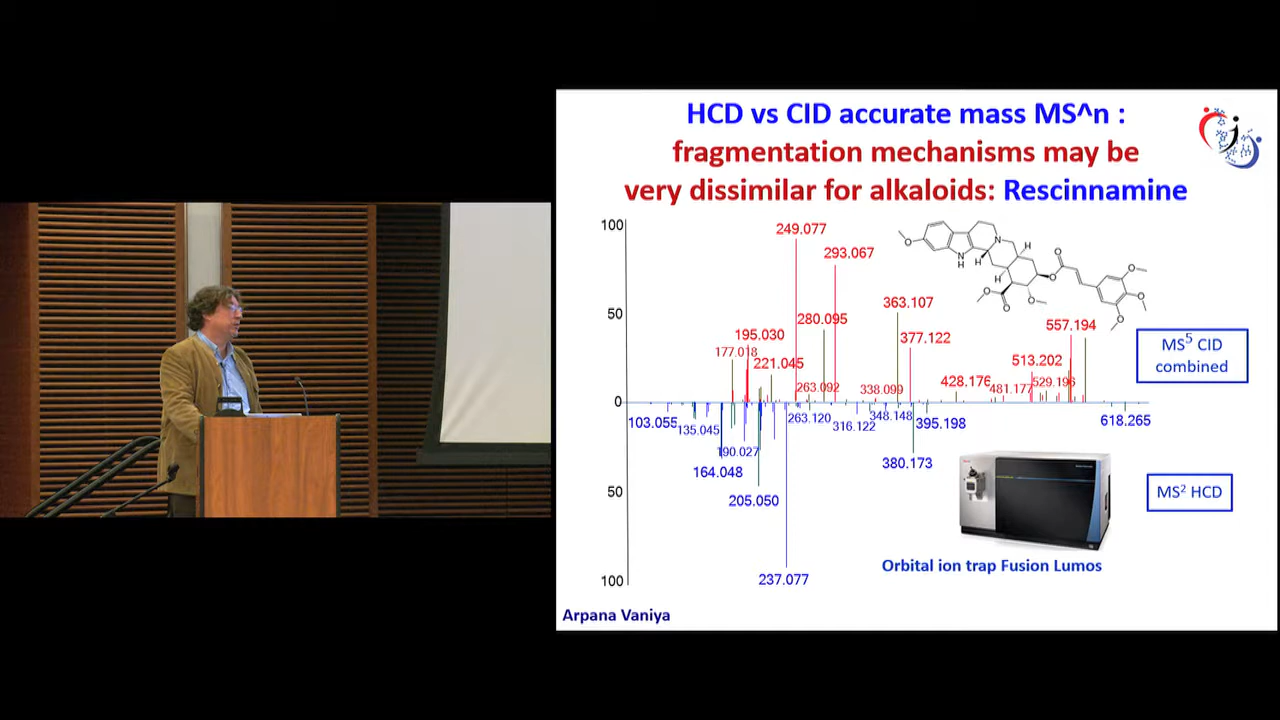 HCD vs CID accurate mass MS^n :
fragmentation mechanisms may be
very dissimilar for alkaloids: Rescinnamine
100
249.077
293.067
363.107
50
280.095
557.194
195.030
377.122
177.018
221.045
513.202
MS5 CID
combined
263.092
338.099
428.176
481.177
529.196
0
103.055
135.045
263.120
316.122
348.148
395.198
618.265
190.027
164.048
380.173
50
205.050
MS2 HCD
237.077
100
Orbital ion trap Fusion Lumos
Arpana Vaniya
O
N
H
H
N
H
H
O
O
O
O
O
O
O
O